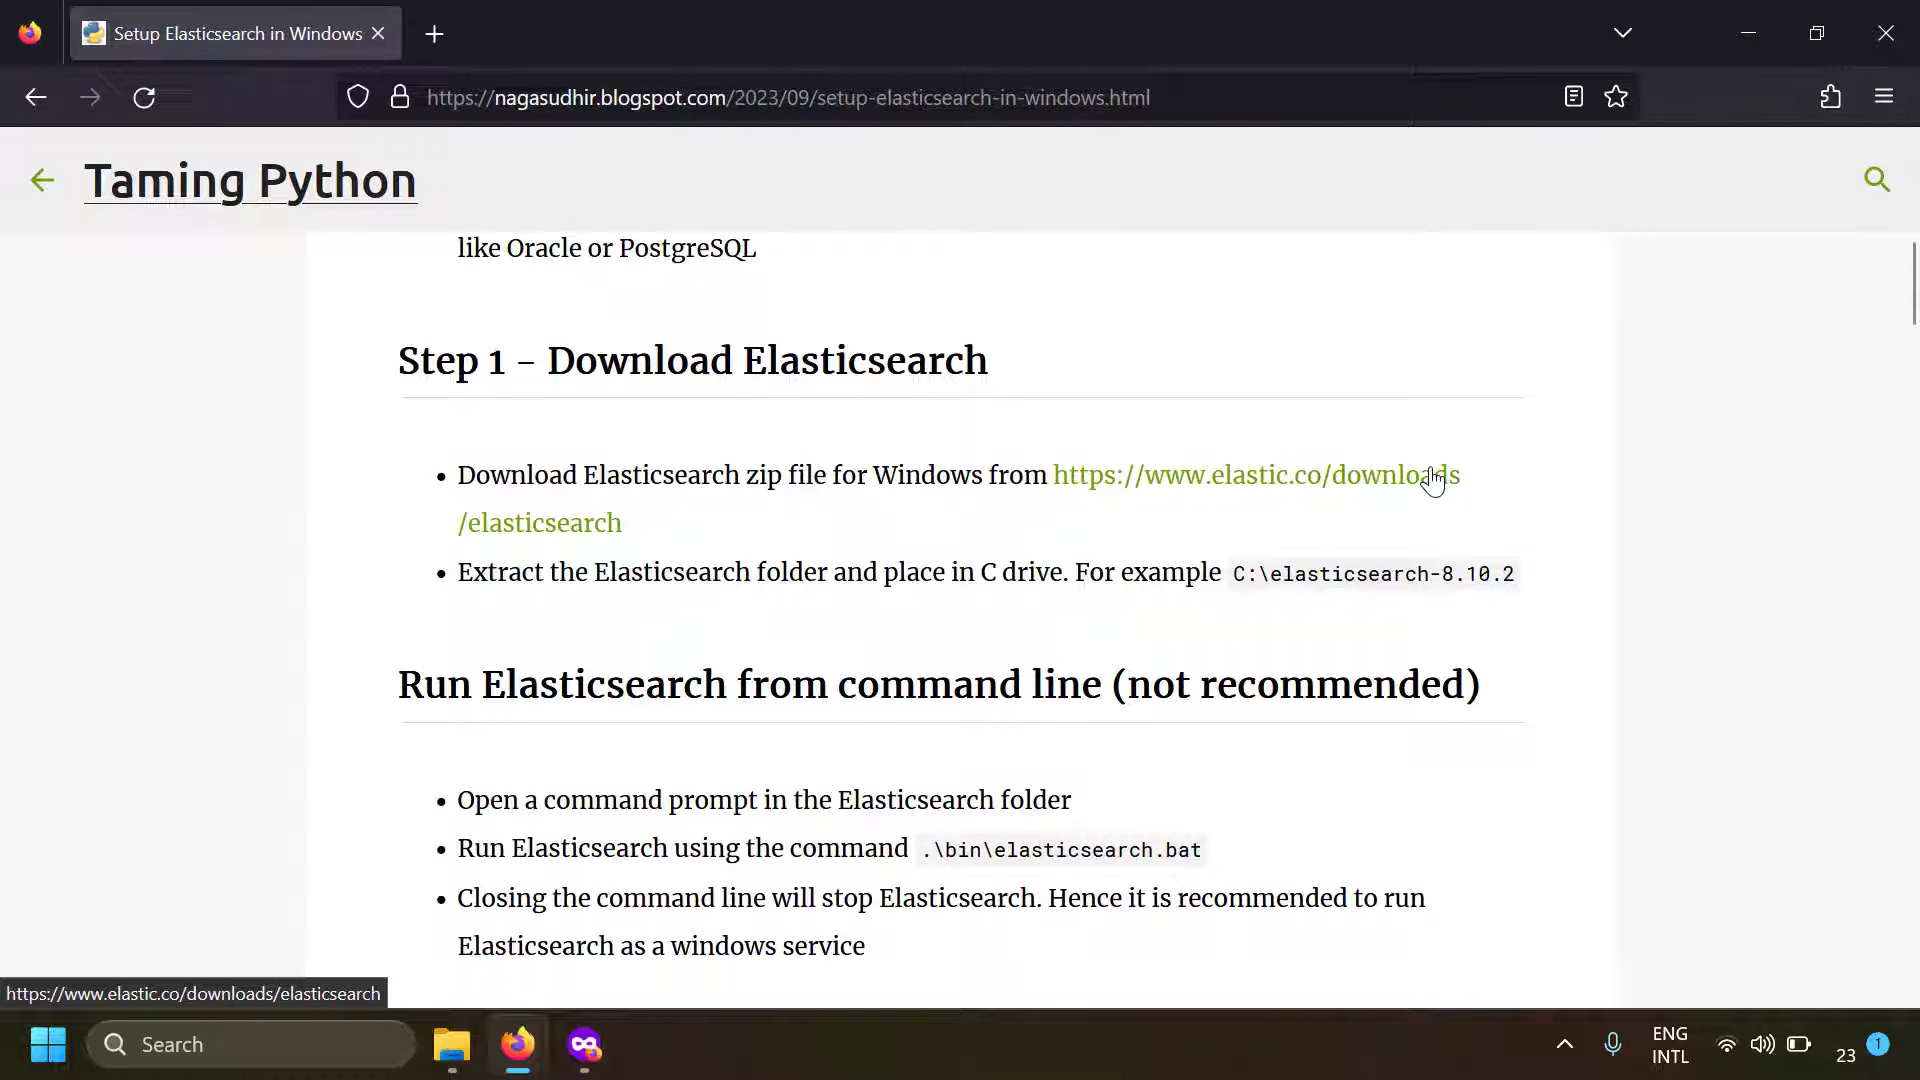 Setup Elasticsearch in Windows
https://nagasudhir.blogspot.com/2023/09/setup-elasticsearch-in-windows.html
Taming Python
like Oracle or PostgreSQL
Step 1 - Download Elasticsearch
• Download Elasticsearch zip file for Windows from https://www.elastic.co/downloads
/elasticsearch
• Extract the Elasticsearch folder and place in C drive. For example C:\elasticsearch-8.10.2
Run Elasticsearch from command line (not recommended)
• Open a command prompt in the Elasticsearch folder
• Run Elasticsearch using the command .\bin\elasticsearch.bat
• Closing the command line will stop Elasticsearch. Hence it is recommended to run
Elasticsearch as a windows service
https://www.elastic.co/downloads/elasticsearch
Search
ENG
INTL
23
1